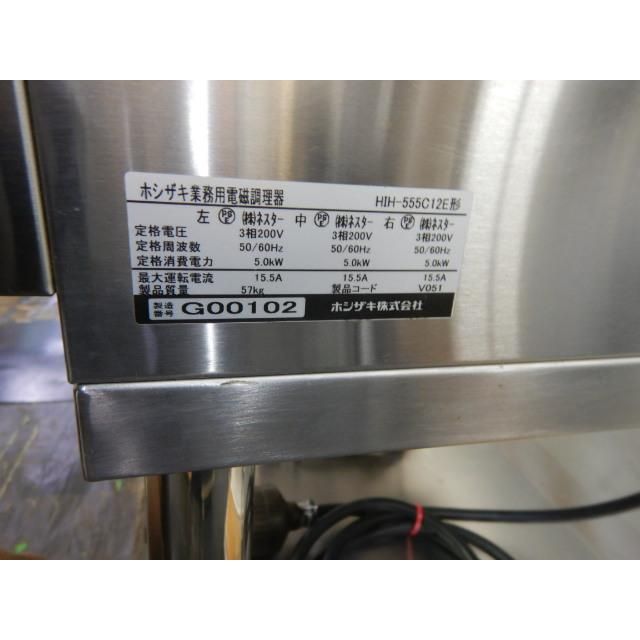 ホシザキ業務用電磁調理器 HIH-555C12E形
左 PSE ㈱ネスター 中 PSE ㈱ネスター 右 PSE ㈱ネスター
定格電圧 3相200V 3相200V 3相200V
定格周波数 50/60Hz 50/60Hz 50/60Hz
定格消費電力 5.0kW 5.0kW 5.0kW
最大運転電流 15.5A 15.5A 15.5A
製品質量 57kg 製品コード V051
製造番号 G00102 ホシザキ株式会社